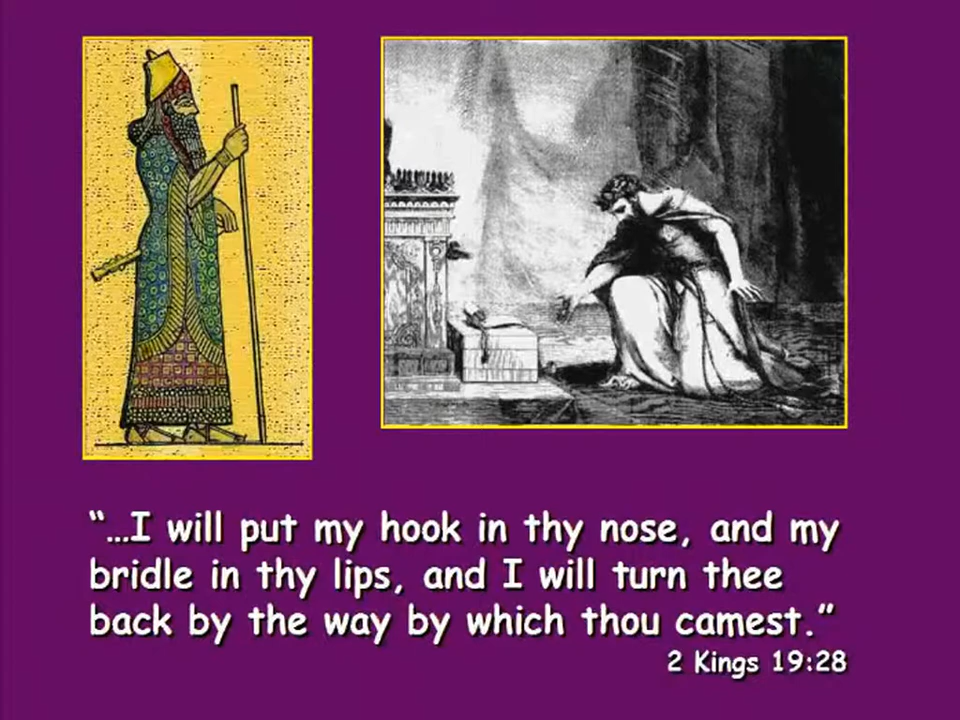 “…I will put my hook in thy nose, and my
bridle in thy lips, and I will turn thee
back by the way by which thou camest.”
2 Kings 19:28